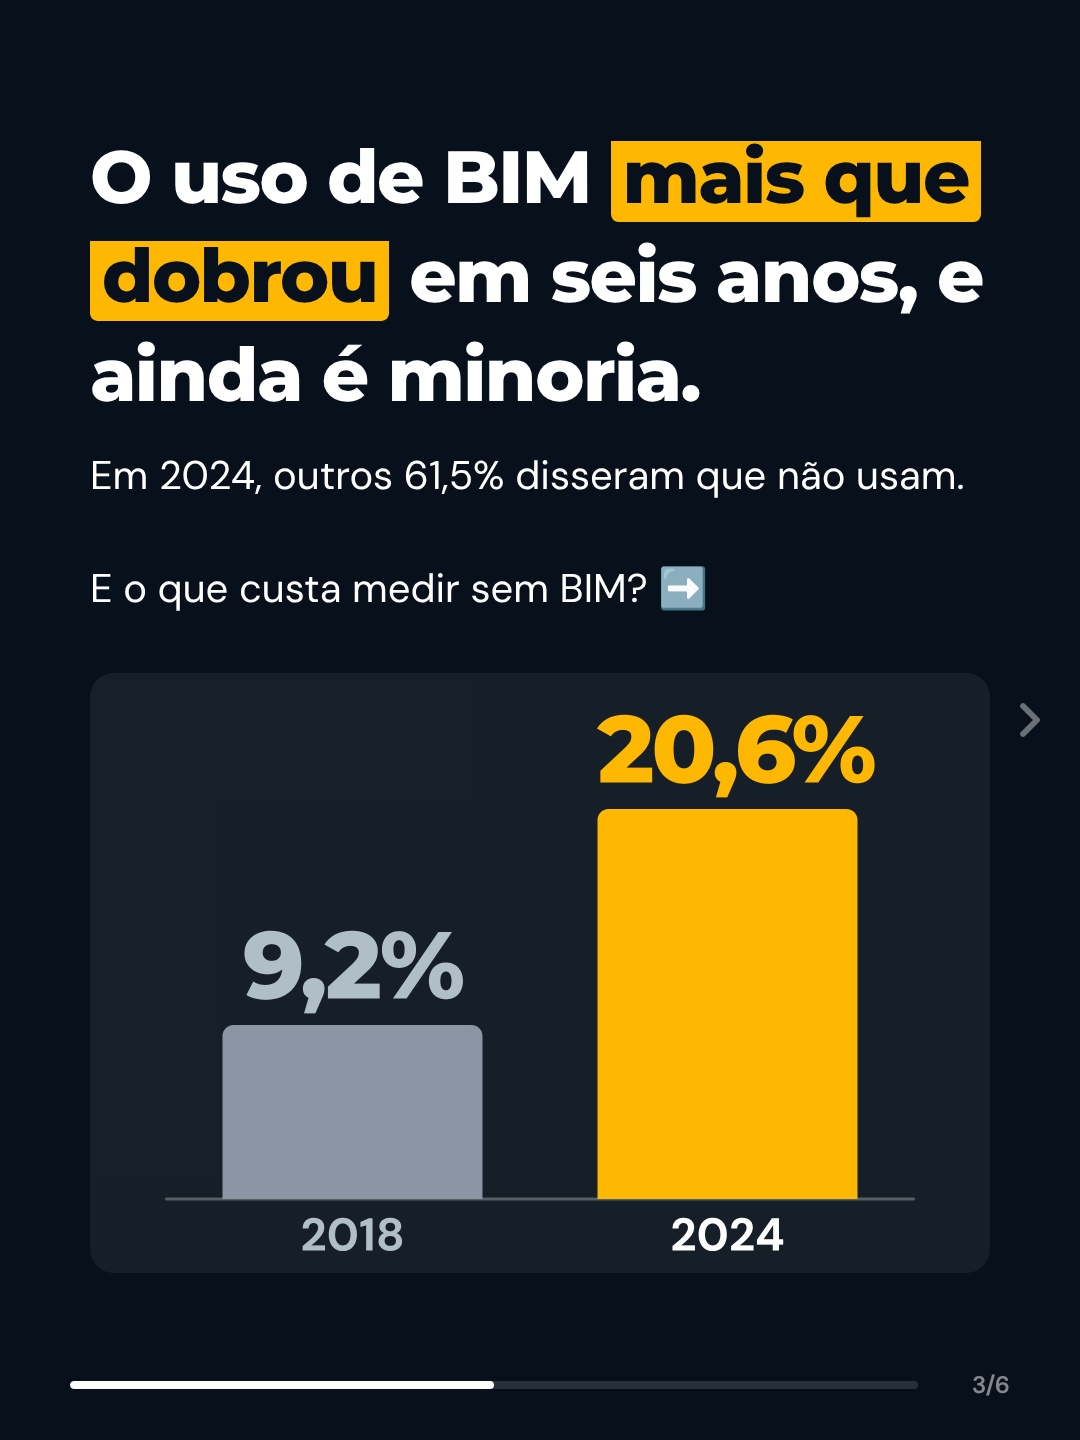 O uso de BIM mais que
dobrou em seis anos, e
ainda é minoria.
Em 2024, outros 61,5% disseram que não usam.
E o que custa medir sem BIM? ➡️
20,6%
9,2%
2018
2024
3/6